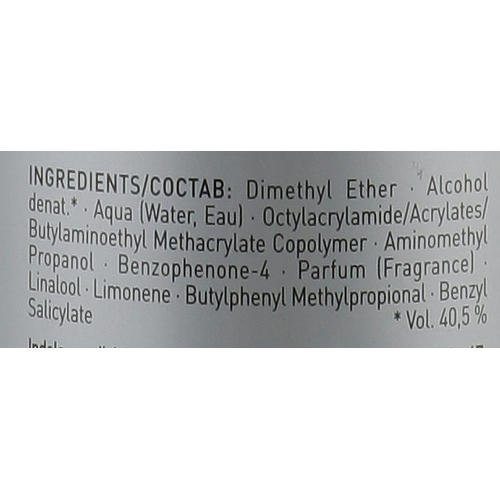 INGREDIENTS/СОСТАВ: Dimethyl Ether · Alcohol
denat.* · Aqua (Water, Eau) · Octylacrylamide/Acrylates/
Butylaminoethyl Methacrylate Copolymer · Aminomethyl
Propanol · Benzophenone-4 · Parfum (Fragrance) ·
Linalool · Limonene · Butylphenyl Methylpropional · Benzyl
Salicylate
* Vol. 40,5 %